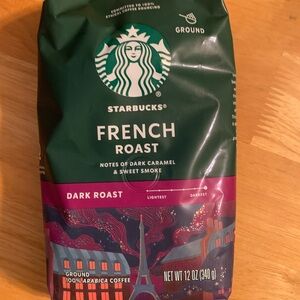 COMMITTED TO 100%
ETHICAL COFFEE SOURCING
GROUND
STARBUCKS®
FRENCH
ROAST
NOTES OF DARK CARAMEL
& SWEET SMOKE
DARK ROAST
LIGHTEST
DARKEST
GROUND
100% ARABICA COFFEE
NET WT 12 OZ (340g)